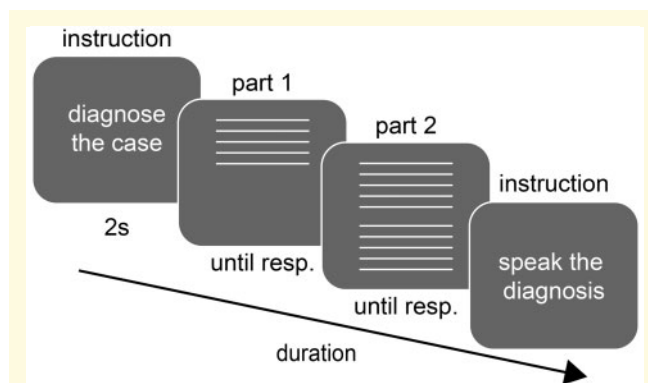 instruction
diagnose
the case
2s
part 1
until resp.
part 2
until resp.
instruction
speak the
diagnosis
duration